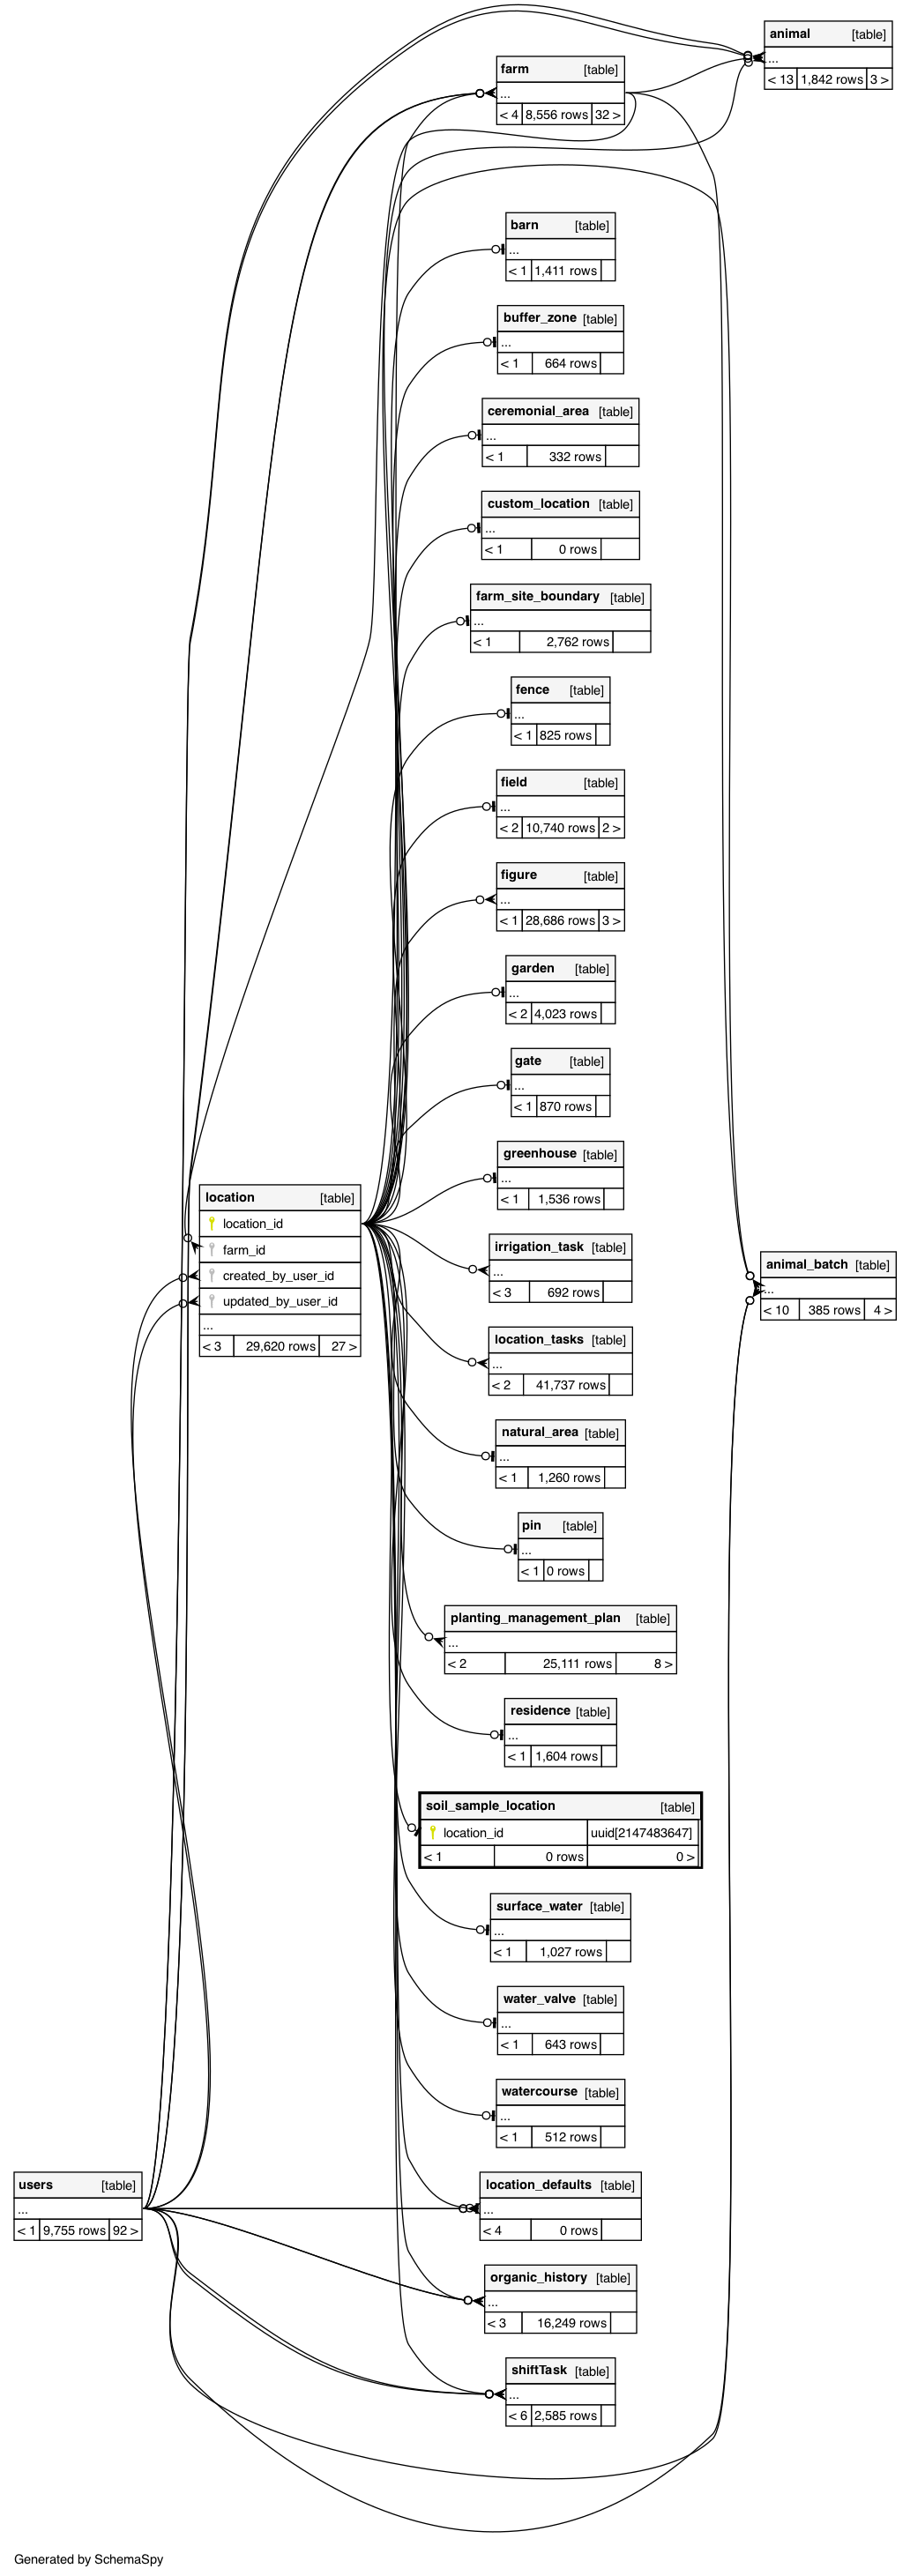 animal [table]
...
< 13 1,842 rows 3 >
farm [table]
...
< 4 8,556 rows 32 >
barn [table]
...
< 1 1,411 rows
buffer_zone [table]
...
< 1 664 rows
ceremonial_area [table]
...
< 1 332 rows
custom_location [table]
...
< 1 0 rows
farm_site_boundary [table]
...
< 1 2,762 rows
fence [table]
...
< 1 825 rows
field [table]
...
< 2 10,740 rows 2 >
figure [table]
...
< 1 28,686 rows 3 >
garden [table]
...
< 2 4,023 rows
gate [table]
...
< 1 870 rows
greenhouse [table]
...
< 1 1,536 rows
location [table]
location_id
farm_id
created_by_user_id
updated_by_user_id
...
< 3 29,620 rows 27 >
irrigation_task [table]
...
< 3 692 rows
animal_batch [table]
...
< 10 385 rows 4 >
location_tasks [table]
...
< 2 41,737 rows
natural_area [table]
...
< 1 1,260 rows
pin [table]
...
< 1 0 rows
planting_management_plan [table]
...
< 2 25,111 rows 8 >
residence [table]
...
< 1 1,604 rows
soil_sample_location [table]
location_id uuid[2147483647]
< 1 0 rows 0 >
surface_water [table]
...
< 1 1,027 rows
water_valve [table]
...
< 1 643 rows
watercourse [table]
...
< 1 512 rows
users [table]
...
< 1 9,755 rows 92 >
location_defaults [table]
...
< 4 0 rows
organic_history [table]
...
< 3 16,249 rows
shiftTask [table]
...
< 6 2,585 rows
Generated by SchemaSpy